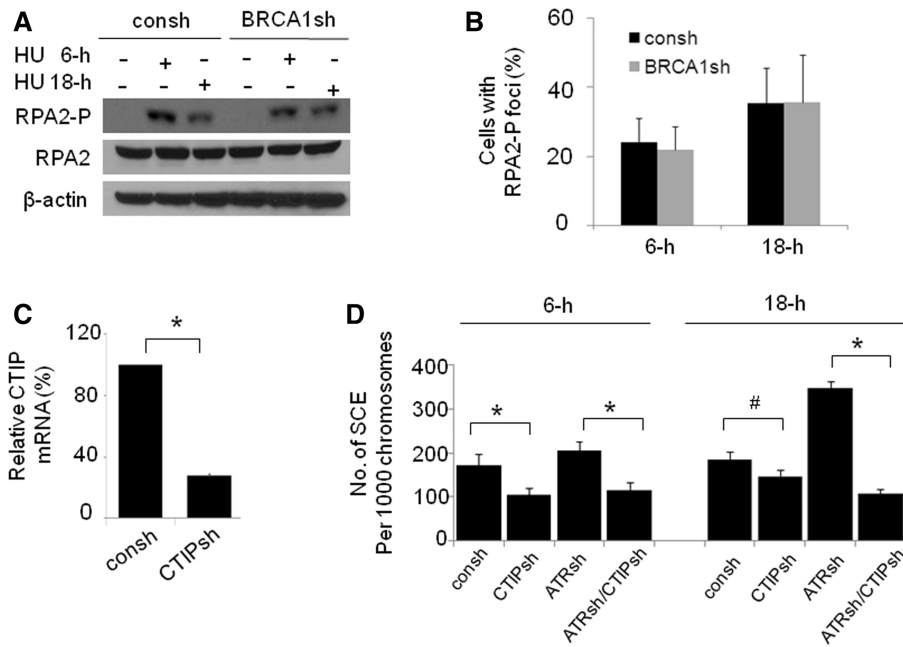 A
consh BRCA1sh
HU 6-h - + - - + -
HU 18-h - - + - - +
RPA2-P
RPA2
β-actin
B
Cells with
RPA2-P foci (%)
60
40
20
0
consh
BRCA1sh
6-h 18-h
C
Relative CTIP
mRNA (%)
120
100
80
40
0
*
consh CTIPsh
D
6-h 18-h
No. of SCE
Per 1000 chromosomes
400
300
200
100
0
* * # *
consh CTIPsh ATRsh ATRsh/CTIPsh consh CTIPsh ATRsh ATRsh/CTIPsh